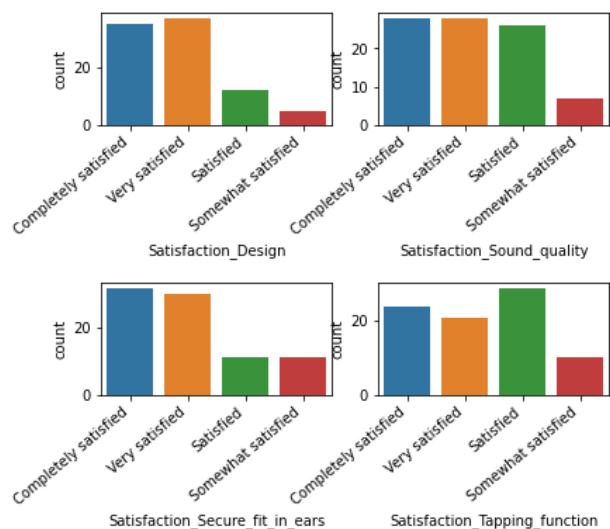 count
20
0
Completely satisfied
Very satisfied
Satisfied
Somewhat satisfied
Satisfaction_Design
count
20
10
0
Completely satisfied
Very satisfied
Satisfied
Somewhat satisfied
Satisfaction_Sound_quality
count
20
0
Completely satisfied
Very satisfied
Satisfied
Somewhat satisfied
Satisfaction_Secure_fit_in_ears
count
20
0
Completely satisfied
Very satisfied
Satisfied
Somewhat satisfied
Satisfaction_Tapping_function